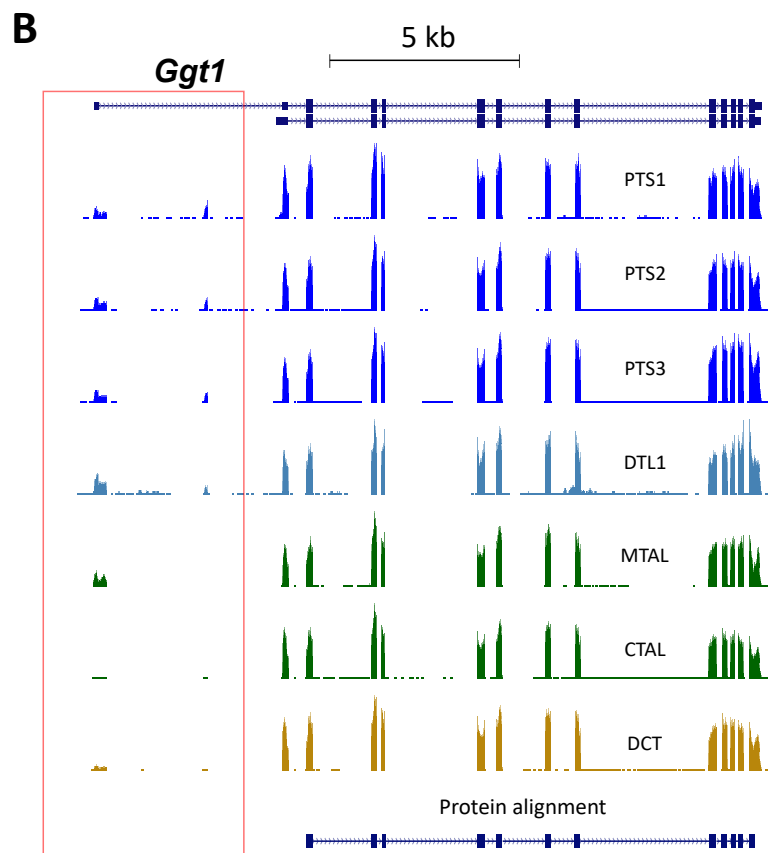 B
5 kb
Ggt1
PTS1
PTS2
PTS3
DTL1
MTAL
CTAL
DCT
Protein alignment